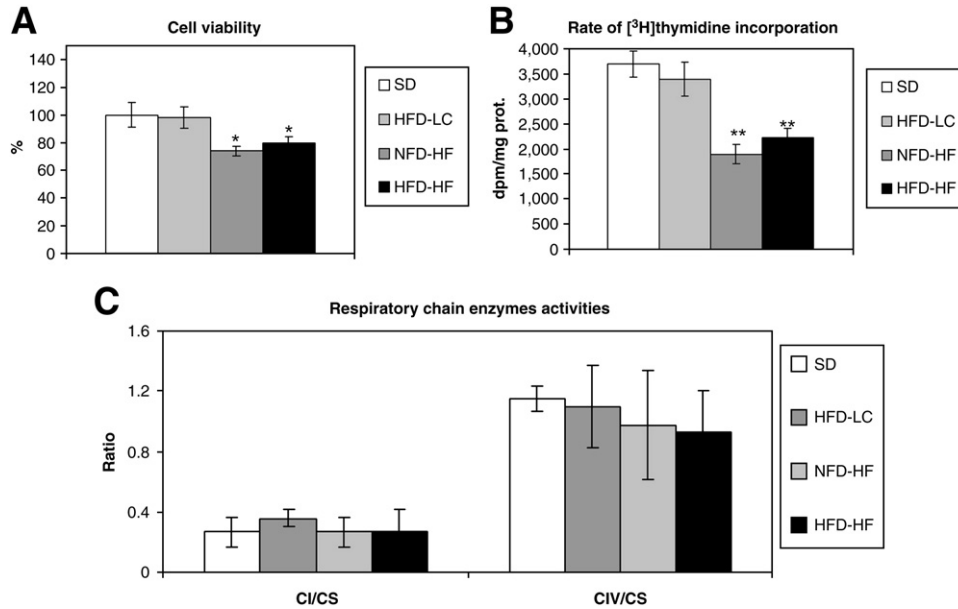 A
Cell viability
%
140
120
100
80
60
40
20
0
*
*
SD
HFD-LC
NFD-HF
HFD-HF
B
Rate of [³H]thymidine incorporation
dpm/mg prot.
4,000
3,500
3,000
2,500
2,000
1,500
1,000
500
0
**
**
SD
HFD-LC
NFD-HF
HFD-HF
C
Respiratory chain enzymes activities
Ratio
1.6
1.2
0.8
0.4
0
CI/CS
CIV/CS
SD
HFD-LC
NFD-HF
HFD-HF